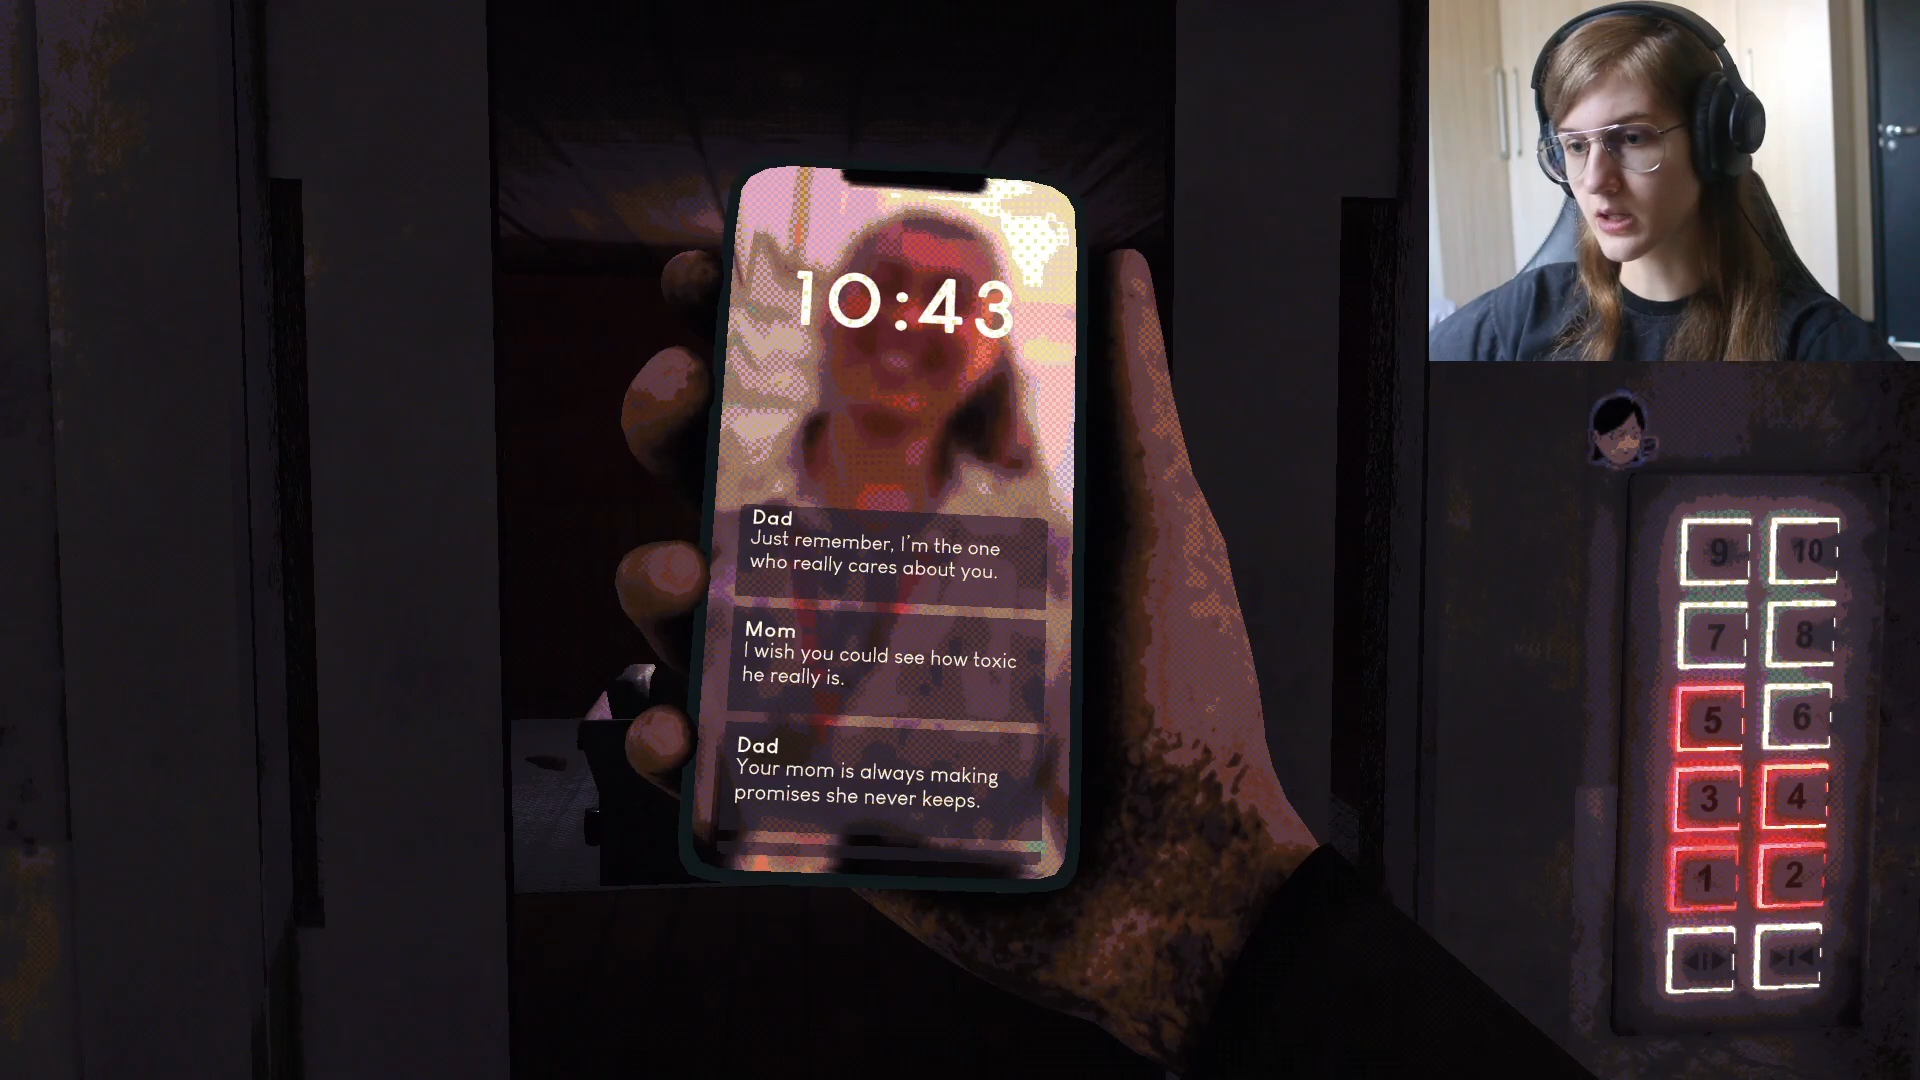 10:43
Dad
Just remember, I'm the one
who really cares about you.
Mom
I wish you could see how toxic
he really is.
Dad
Your mom is always making
promises she never keeps.
9 10
7 8
5 6
3 4
1 2